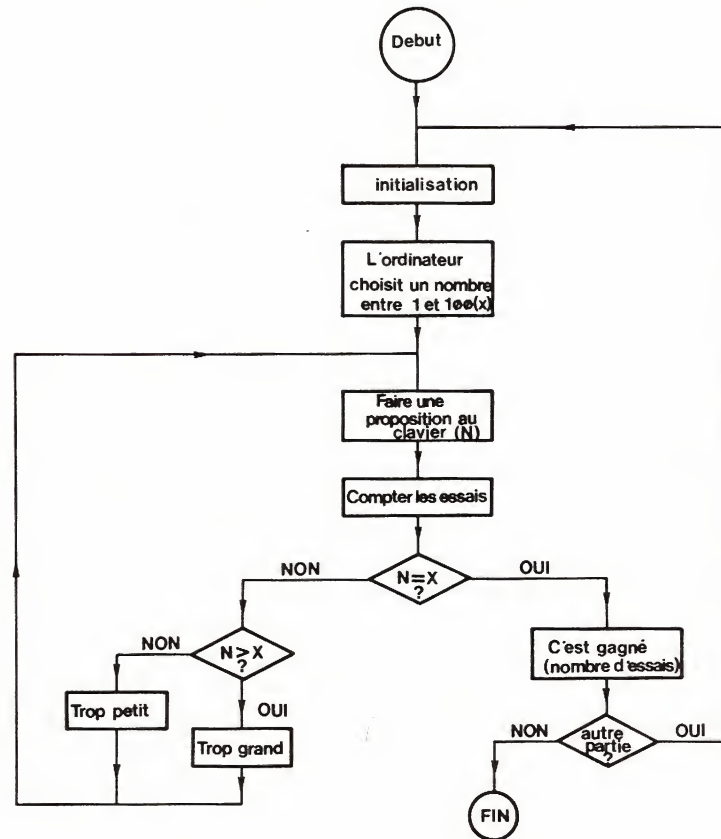 Debut
initialisation
L'ordinateur
choisit un nombre
entre 1 et 1øø(x)
Faire une
proposition au
clavier (N)
Compter les essais
NON
N=X
?
OUI
NON
N>X
?
C'est gagné
(nombre d'essais)
Trop petit
OUI
Trop grand
NON
autre
partie
?
OUI
FIN